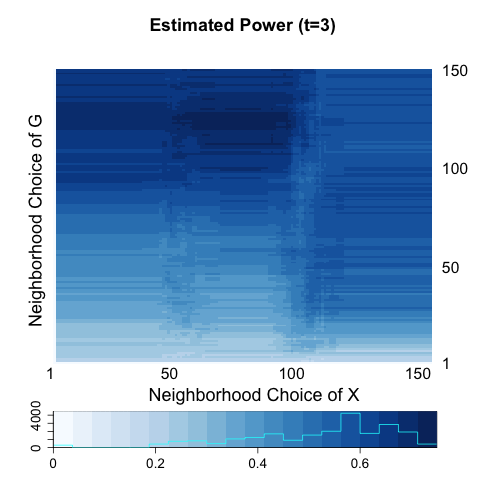 Estimated Power (t=3)
Neighborhood Choice of G
150
100
50
1
1 50 100 150
Neighborhood Choice of X
0 4000
0 0.2 0.4 0.6